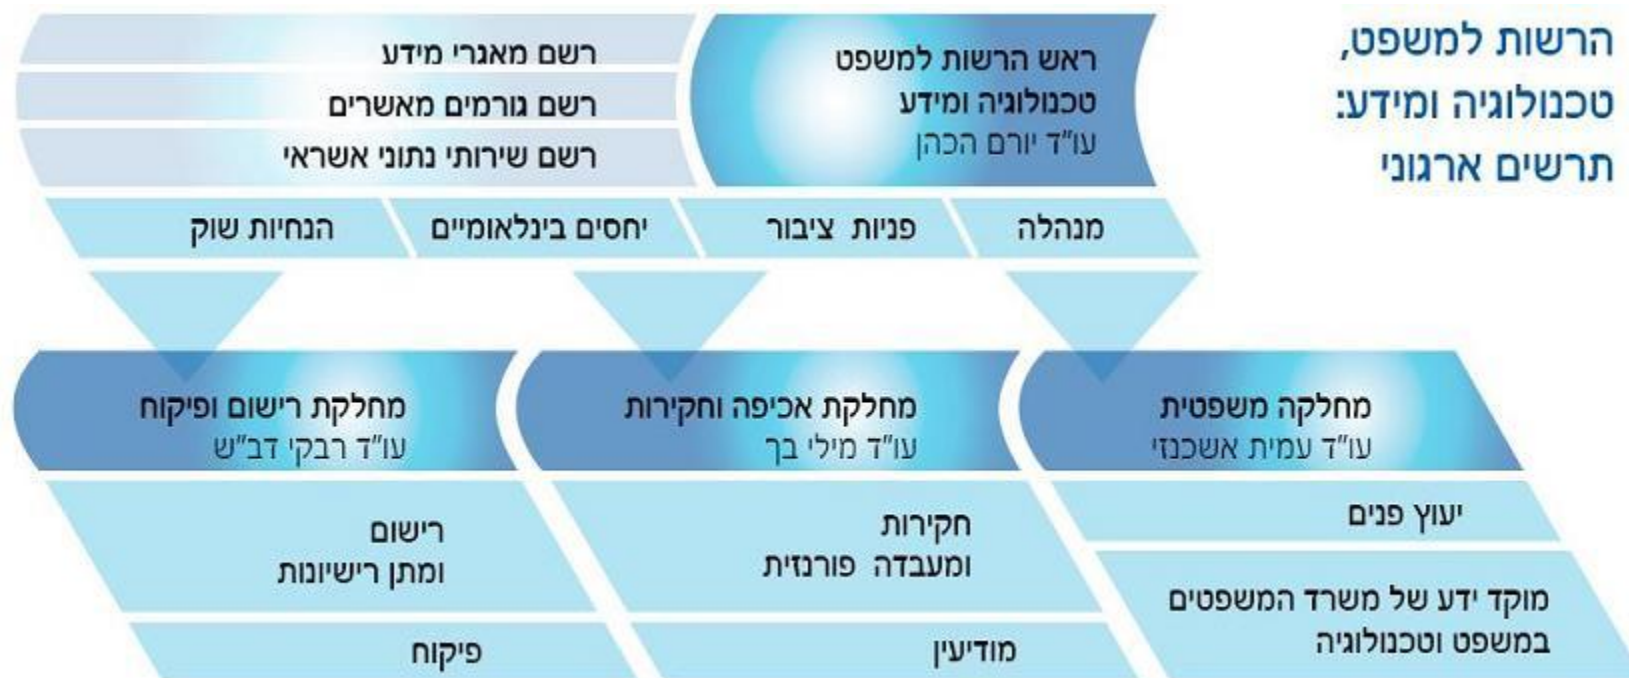 הרשות למשפט,
טכנולוגיה ומידע:
תרשים ארגוני
ראש הרשות למשפט
טכנולוגיה ומידע
עו"ד יורם הכהן
רשם מאגרי מידע
רשם גורמים מאשרים
רשם שירותי נתוני אשראי
מנהלה
פניות ציבור
יחסים בינלאומיים
הנחיות שוק
מחלקה משפטית
עו"ד עמית אשכנזי
יעוץ פנים
מוקד ידע של משרד המשפטים
במשפט וטכנולוגיה
מחלקת אכיפה וחקירות
עו"ד מילי בך
חקירות
ומעבדה פורנזית
מודיעין
מחלקת רישום ופיקוח
עו"ד רבקי דב"ש
רישום
ומתן רישיונות
פיקוח